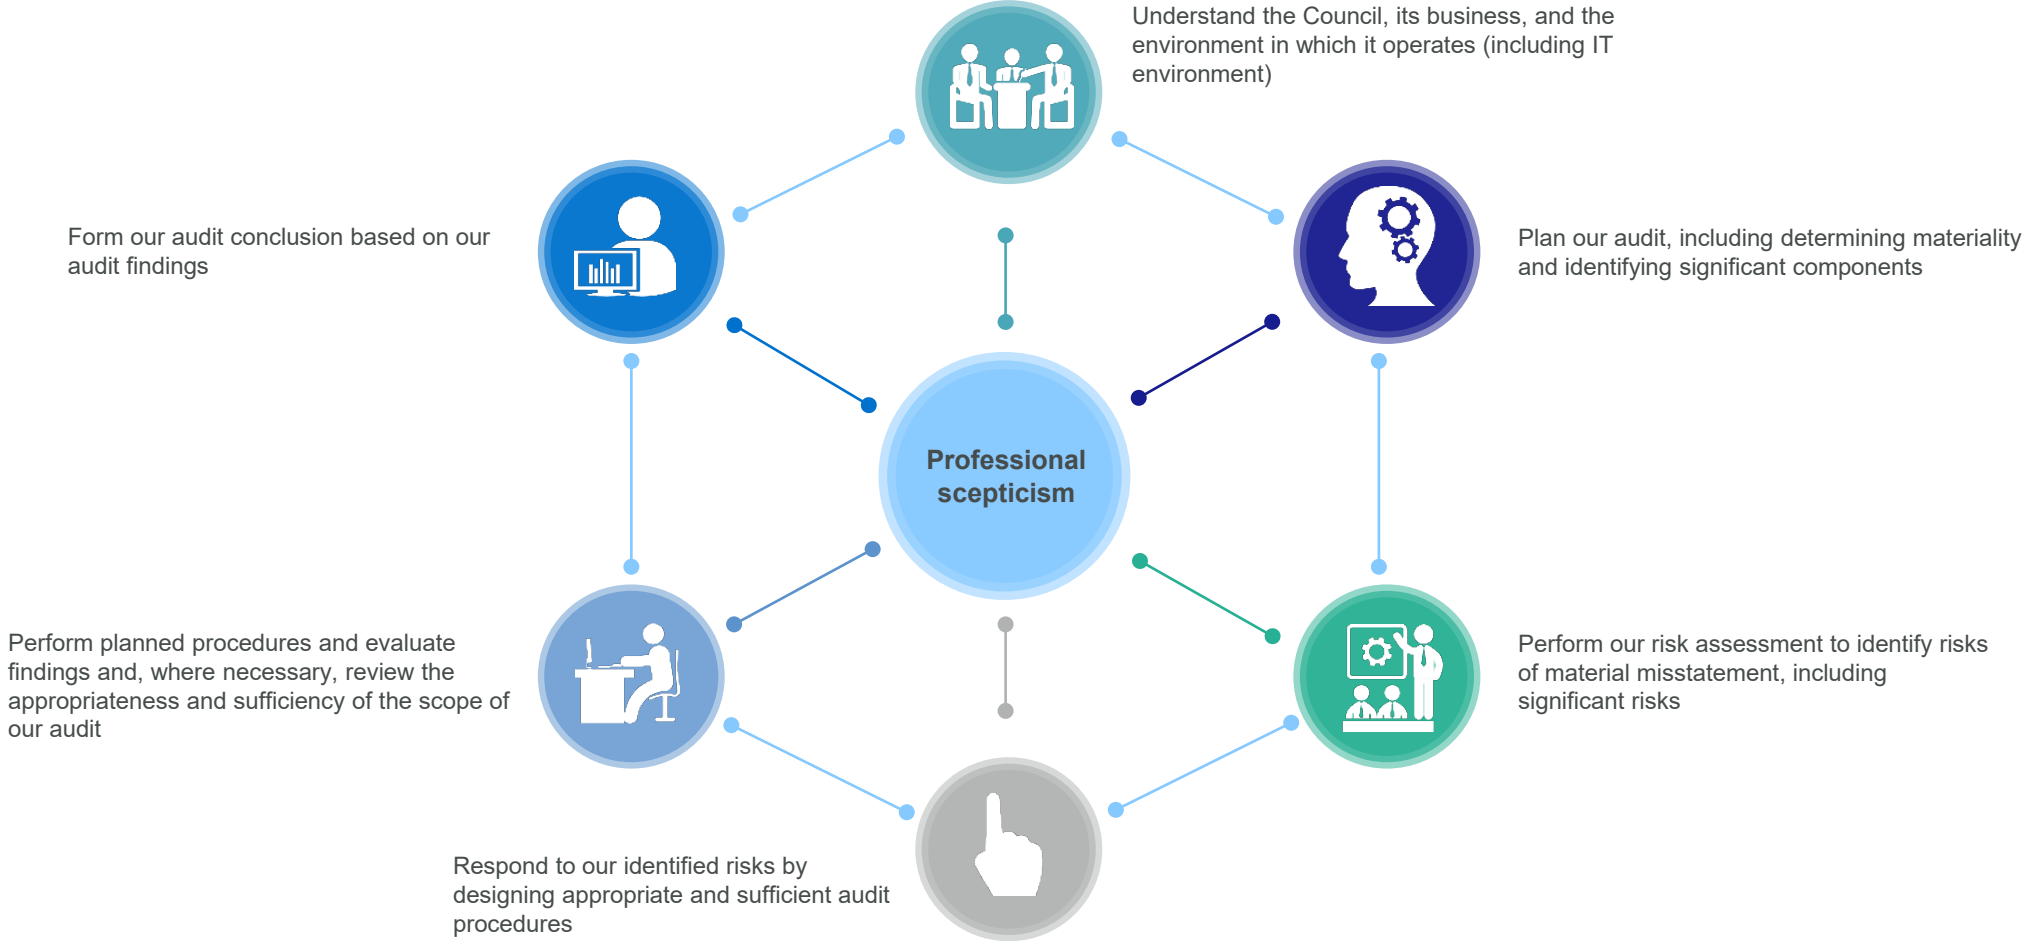 Understand the Council, its business, and the
environment in which it operates (including IT
environment)
Plan our audit, including determining materiality
and identifying significant components
Perform our risk assessment to identify risks
of material misstatement, including
significant risks
Respond to our identified risks by
designing appropriate and sufficient audit
procedures
Perform planned procedures and evaluate
findings and, where necessary, review the
appropriateness and sufficiency of the scope of
our audit
Form our audit conclusion based on our
audit findings
Professional
scepticism